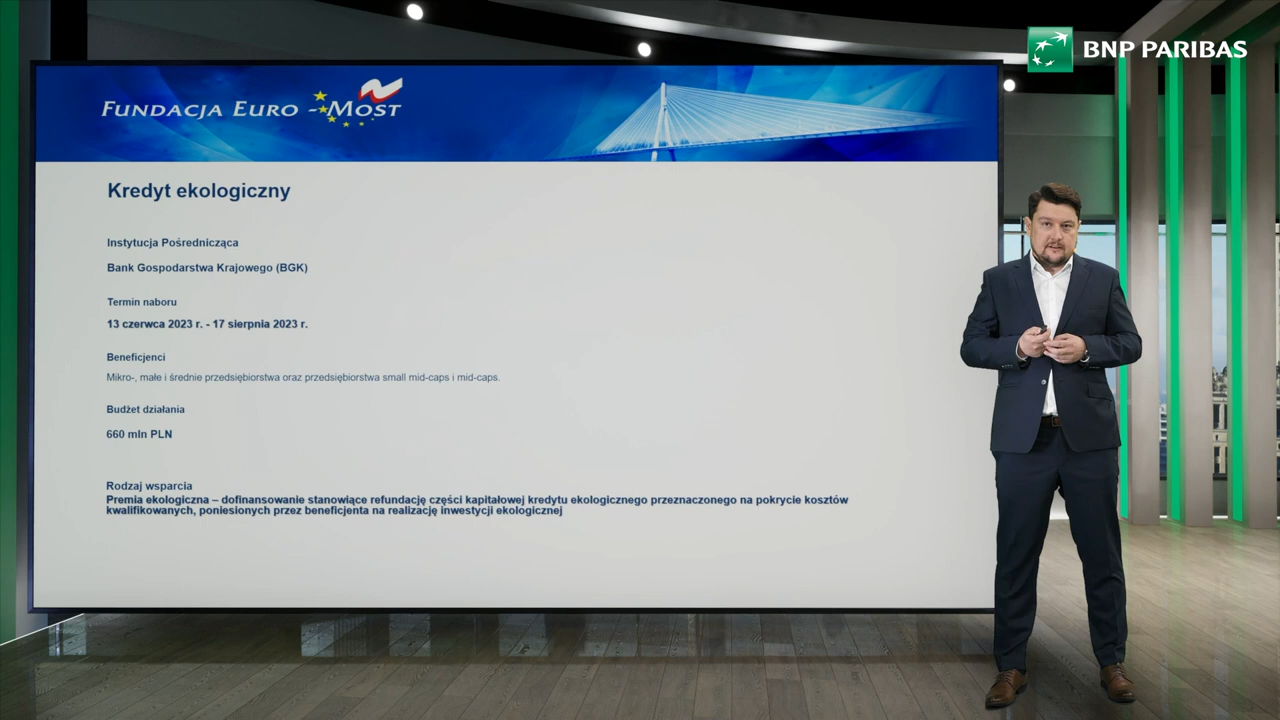 BNP PARIBAS
FUNDACJA EURO - MOST
Kredyt ekologiczny
Instytucja Pośrednicząca
Bank Gospodarstwa Krajowego (BGK)
Termin naboru
13 czerwca 2023 r. - 17 sierpnia 2023 r.
Beneficjenci
Mikro-, małe i średnie przedsiębiorstwa oraz przedsiębiorstwa small mid-caps i mid-caps.
Budżet działania
660 mln PLN
Rodzaj wsparcia
Premia ekologiczna – dofinansowanie stanowiące refundację części kapitałowej kredytu ekologicznego przeznaczonego na pokrycie kosztów
kwalifikowanych, poniesionych przez beneficjenta na realizację inwestycji ekologicznej